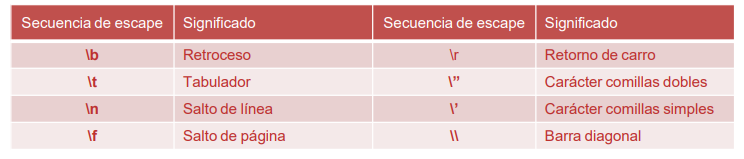 Secuencia de escape Significado Secuencia de escape Significado
\b Retroceso \r Retorno de carro
\t Tabulador \” Carácter comillas dobles
\n Salto de línea \’ Carácter comillas simples
\f Salto de página \\ Barra diagonal